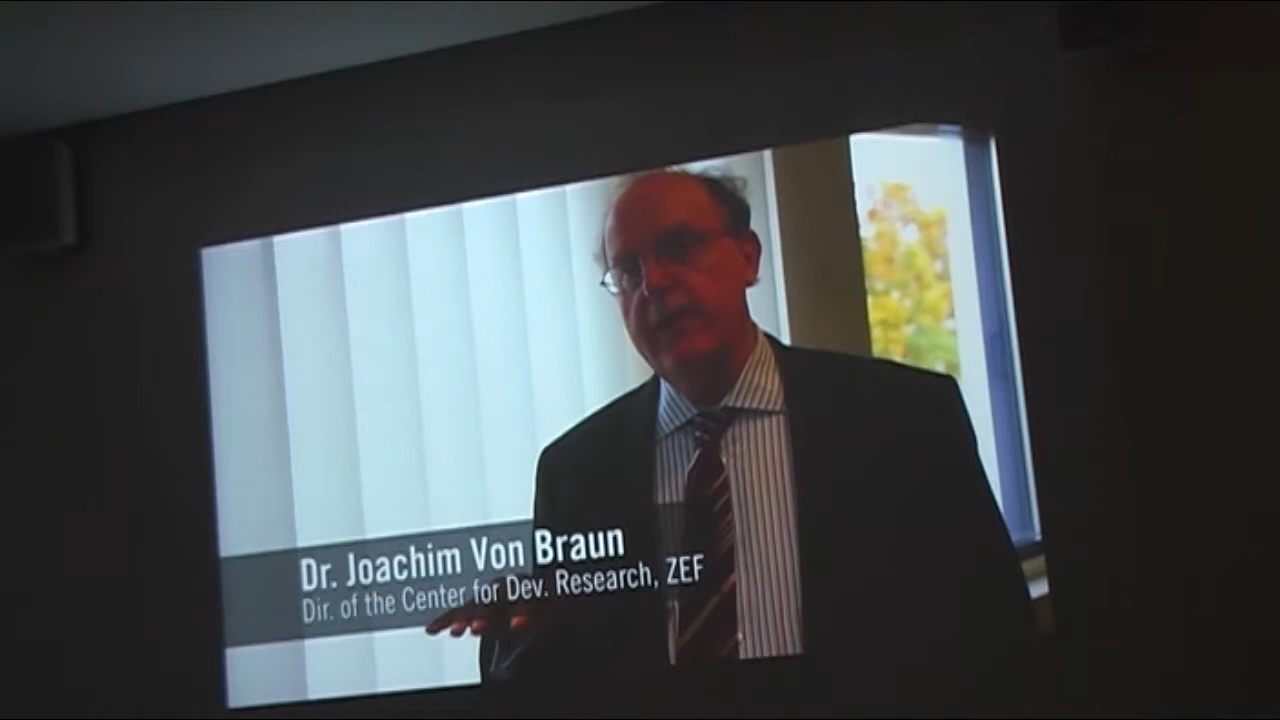 Dr. Joachim Von Braun
Dir. of the Center for Dev. Research, ZEF